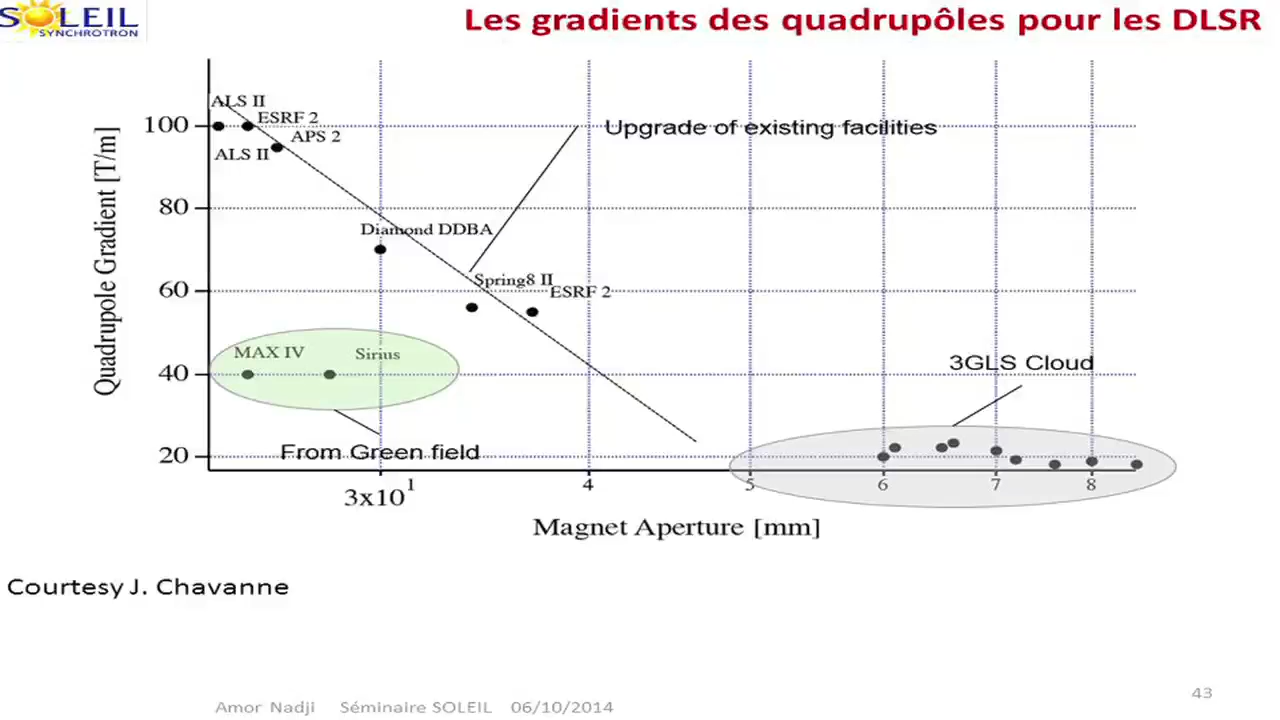 SOLEIL
SYNCHROTRON
Les gradients des quadrupôles pour les DLSR
Quadrupole Gradient [T/m]
100
80
60
40
20
ALS II
ESRF 2
APS 2
ALS II
Upgrade of existing facilities
Diamond DDBA
Spring8 II
ESRF 2
MAX IV
Sirius
3GLS Cloud
From Green field
3x10¹
4
5
6
7
8
Magnet Aperture [mm]
Courtesy J. Chavanne
Amor Nadji Séminaire SOLEIL 06/10/2014
43